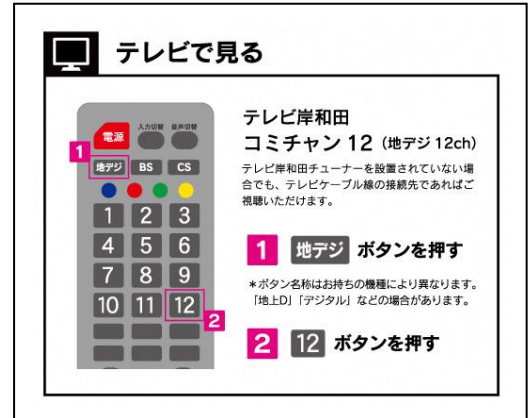 テレビで見る
電源
入力切替 音声切替
1
地デジ BS CS
1 2 3
4 5 6
7 8 9
10 11 12
2
テレビ岸和田
コミチャン 12（地デジ 12ch）
テレビ岸和田チューナーを設置されていない場
合でも、テレビケーブル線の接続先であればご
視聴いただけます。
1 地デジ ボタンを押す
＊ボタン名称はお持ちの機種により異なります。
「地上D」「デジタル」などの場合があります。
2 12 ボタンを押す